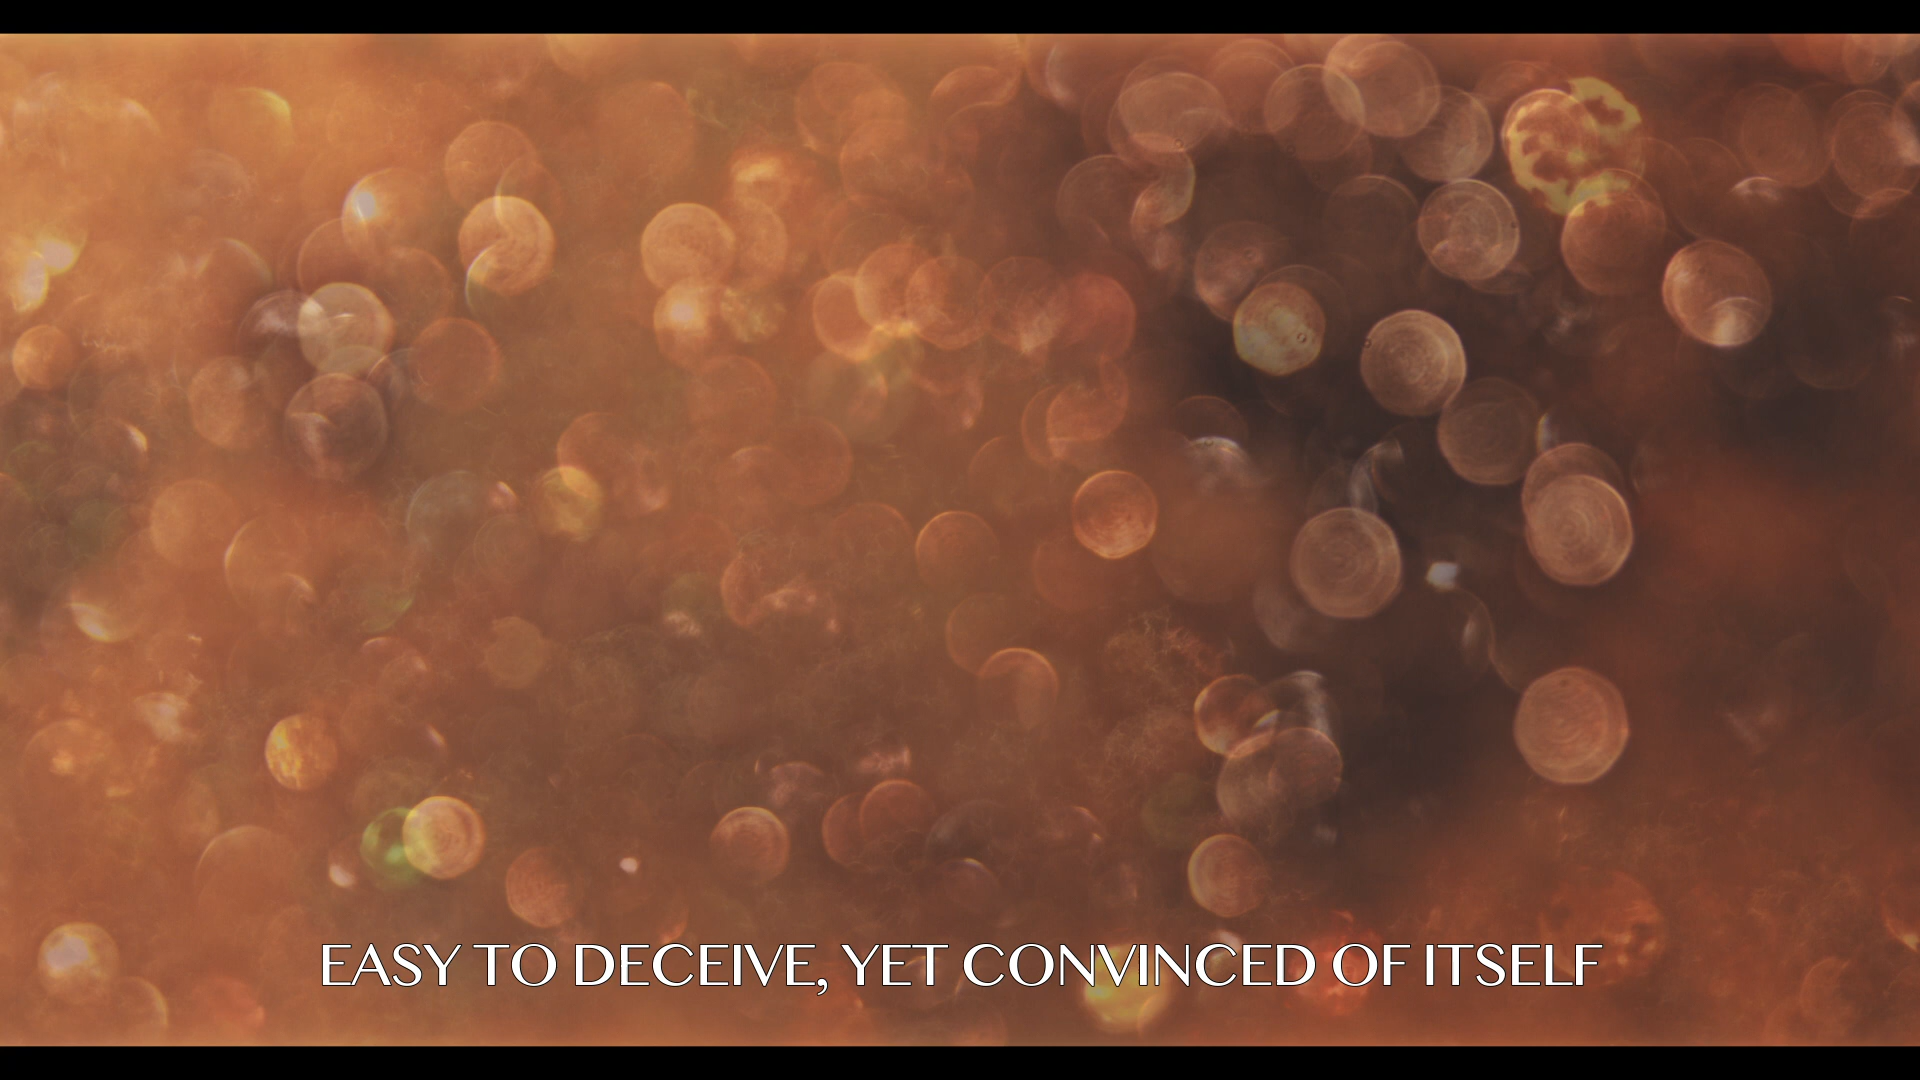 EASY TO DECEIVE, YET CONVINCED OF ITSELF